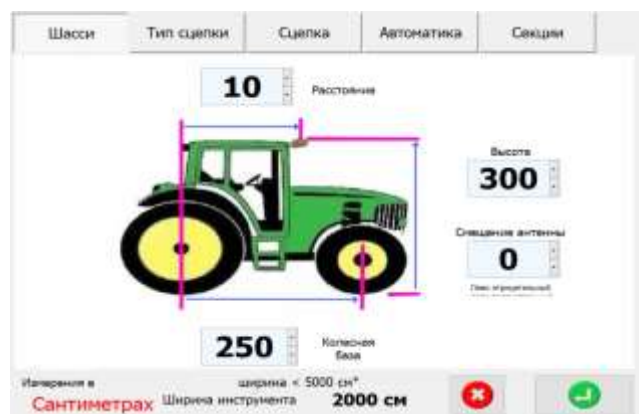 Шасси Тип сцепки Сцепка Автоматика Секции
10 Расстояние
Высота
300
Смещение антенны
0
250 Колесная
база
Измерения в ширина < 5000 см*
Сантиметрах Ширина инструмента 2000 см